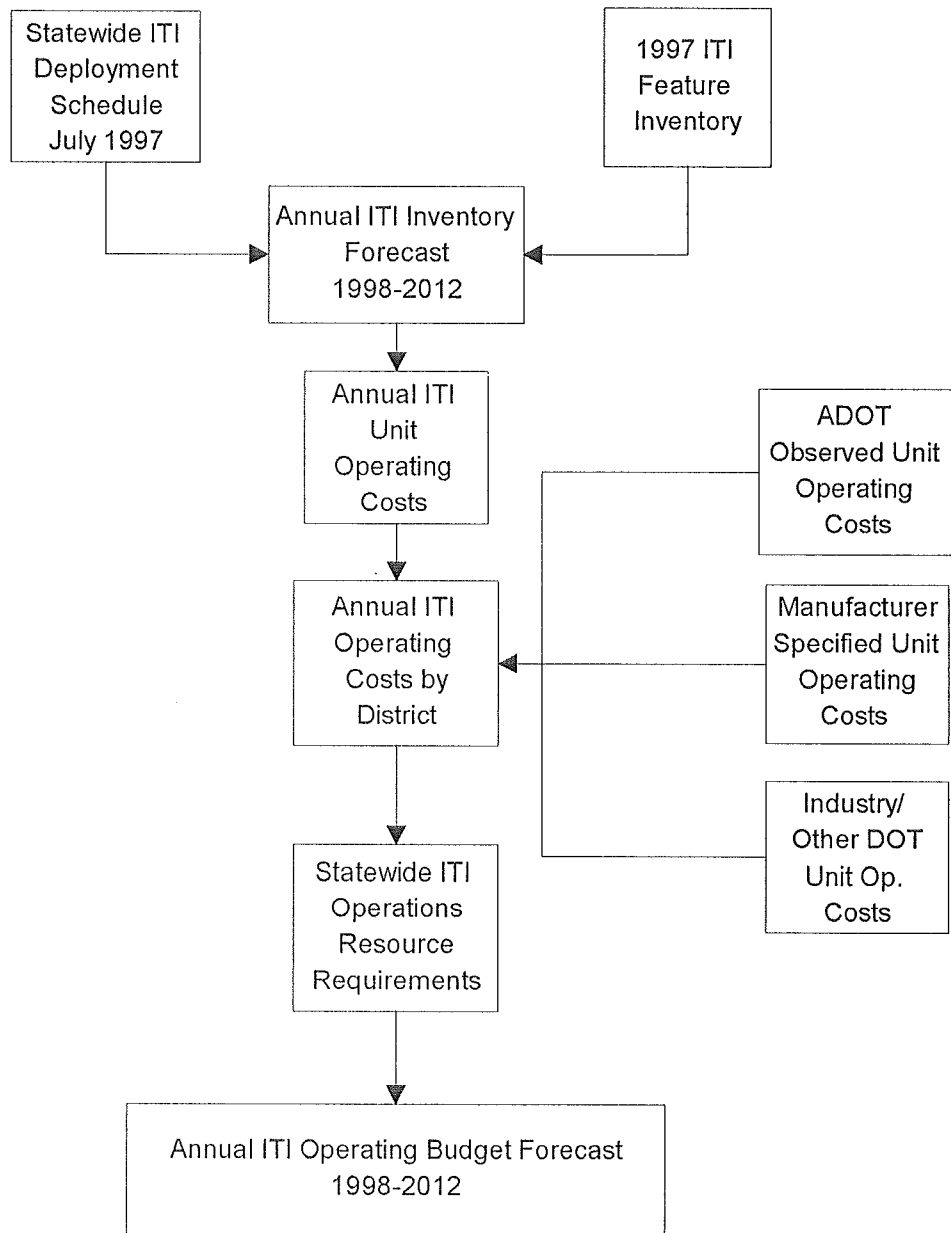 Statewide ITI
Deployment
Schedule
July 1997
1997 ITI
Feature
Inventory
Annual ITI Inventory
Forecast
1998-2012
Annual ITI
Unit
Operating
Costs
ADOT
Observed Unit
Operating
Costs
Annual ITI
Operating
Costs by
District
Manufacturer
Specified Unit
Operating
Costs
Industry/
Other DOT
Unit Op.
Costs
Statewide ITI
Operations
Resource
Requirements
Annual ITI Operating Budget Forecast
1998-2012